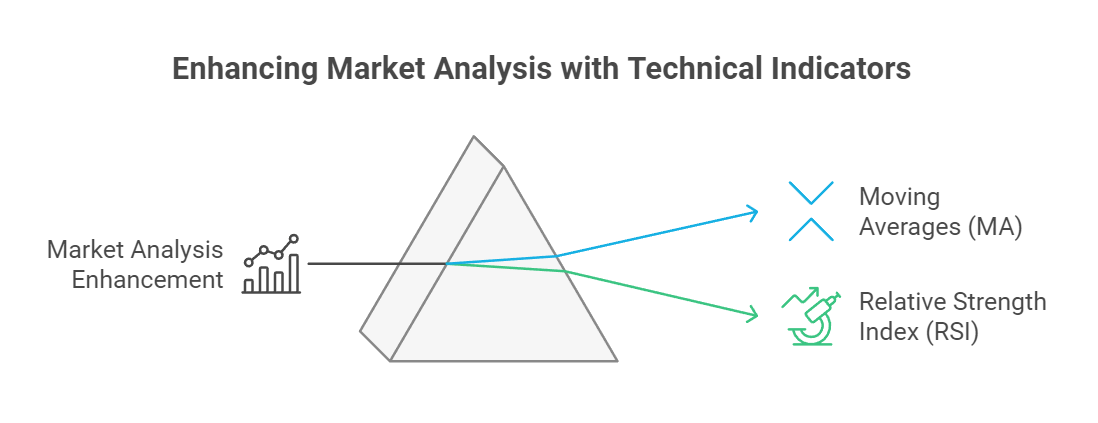 Enhancing Market Analysis with Technical Indicators
Market Analysis
Enhancement
Moving
Averages (MA)
Relative Strength
Index (RSI)